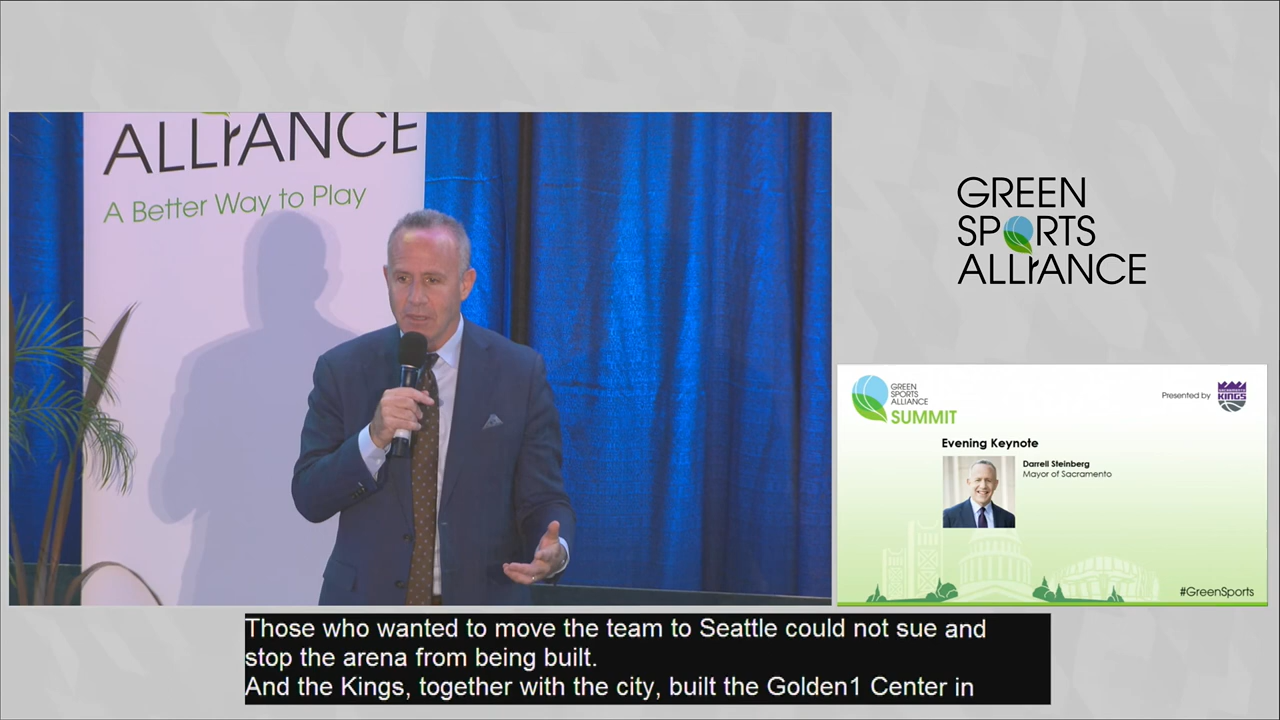 ALLIANCE
A Better Way to Play
GREEN
SPORTS
ALLIANCE
GREEN
SPORTS
ALLIANCE
SUMMIT
Presented by
SACRAMENTO
KINGS
Evening Keynote
Darrell Steinberg
Mayor of Sacramento
#GreenSports
Those who wanted to move the team to Seattle could not sue and
stop the arena from being built.
And the Kings, together with the city, built the Golden1 Center in